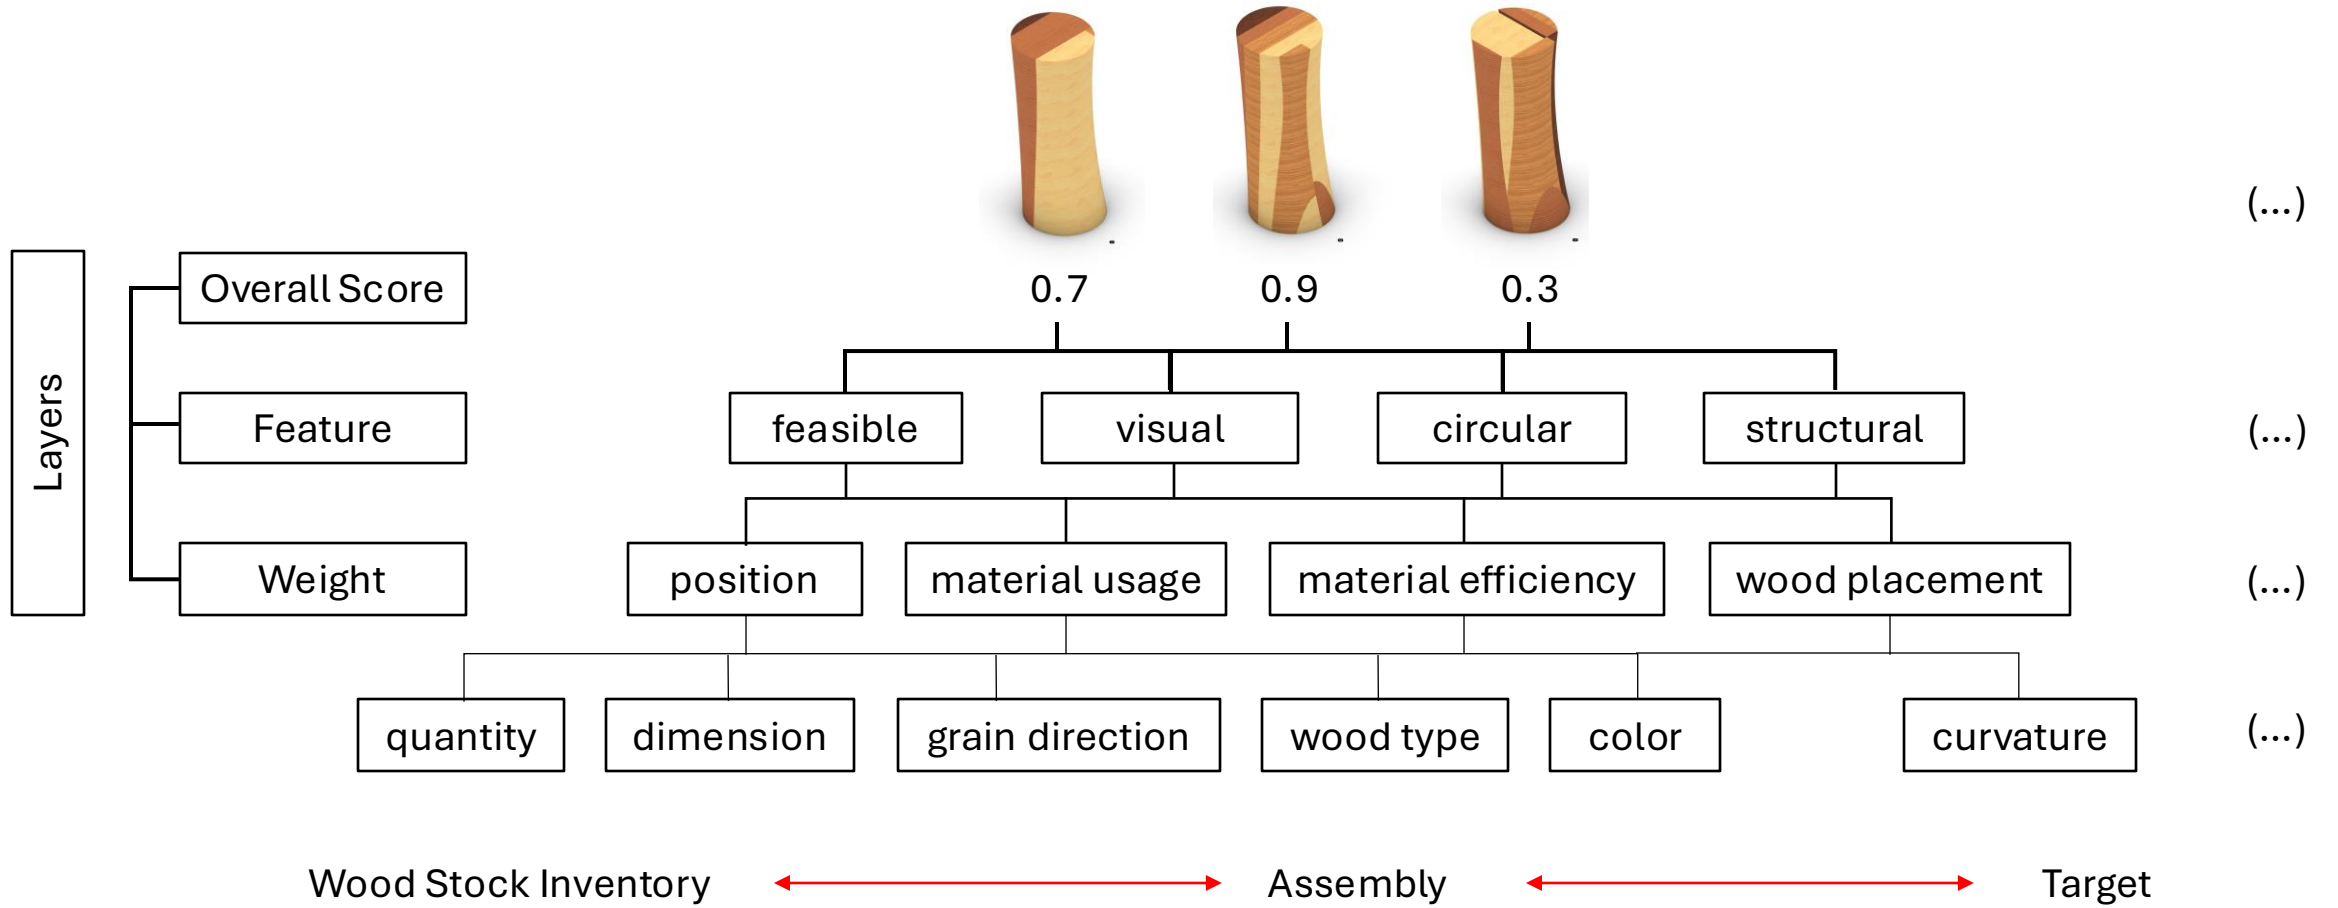 (...)
Overall Score
0.7
0.9
0.3
Layers
Feature
feasible
visual
circular
structural
(...)
Weight
position
material usage
material efficiency
wood placement
(...)
quantity
dimension
grain direction
wood type
color
curvature
(...)
Wood Stock Inventory
Assembly
Target